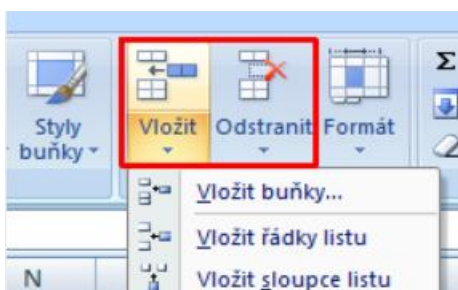 Styly
buňky
Vložit
Odstranit
Formát
Σ
Vložit buňky...
Vložit řádky listu
Vložit sloupce listu
N